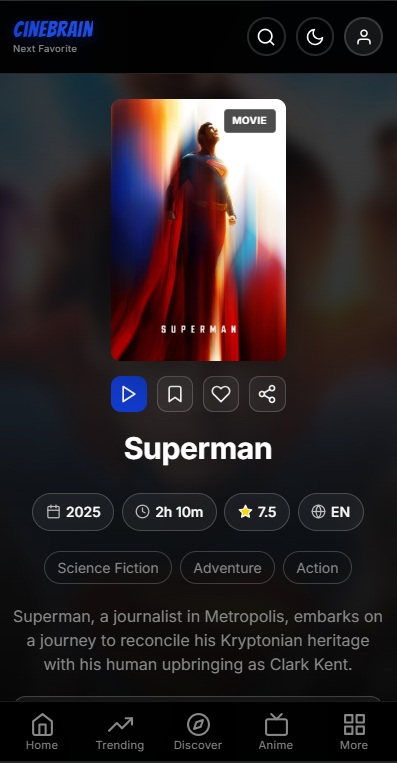 CINEBRAIN
Next Favorite
MOVIE
SUPERMAN
Superman
2025 2h 10m 7.5 EN
Science Fiction Adventure Action
Superman, a journalist in Metropolis, embarks on
a journey to reconcile his Kryptonian heritage
with his human upbringing as Clark Kent.
Home Trending Discover Anime More